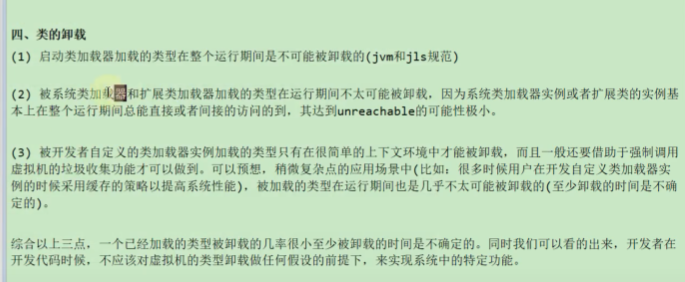 四、类的卸载
(1) 启动类加载器加载的类型在整个运行期间是不可能被卸载的(jvm和jls规范)
(2) 被系统类加载器和扩展类加载器加载的类型在运行期间不太可能被卸载，因为系统类加载器实例或者扩展类的实例基
本上在整个运行期间总能直接或者间接的访问的到，其达到unreachable的可能性极小。
(3) 被开发者自定义的类加载器实例加载的类型只有在很简单的上下文环境中才能被卸载，而且一般还要借助于强制调用
虚拟机的垃圾收集功能才可以做到。可以预想，稍微复杂点的应用场景中(比如：很多时候用户在开发自定义类加载器实
例的时候采用缓存的策略以提高系统性能)，被加载的类型在运行期间也是几乎不太可能被卸载的(至少卸载的时间是不确
定的)。
综合以上三点，一个已经加载的类型被卸载的几率很小至少被卸载的时间是不确定的。同时我们可以看的出来，开发者在
开发代码时候，不应该对虚拟机的类型卸载做任何假设的前提下，来实现系统中的特定功能。